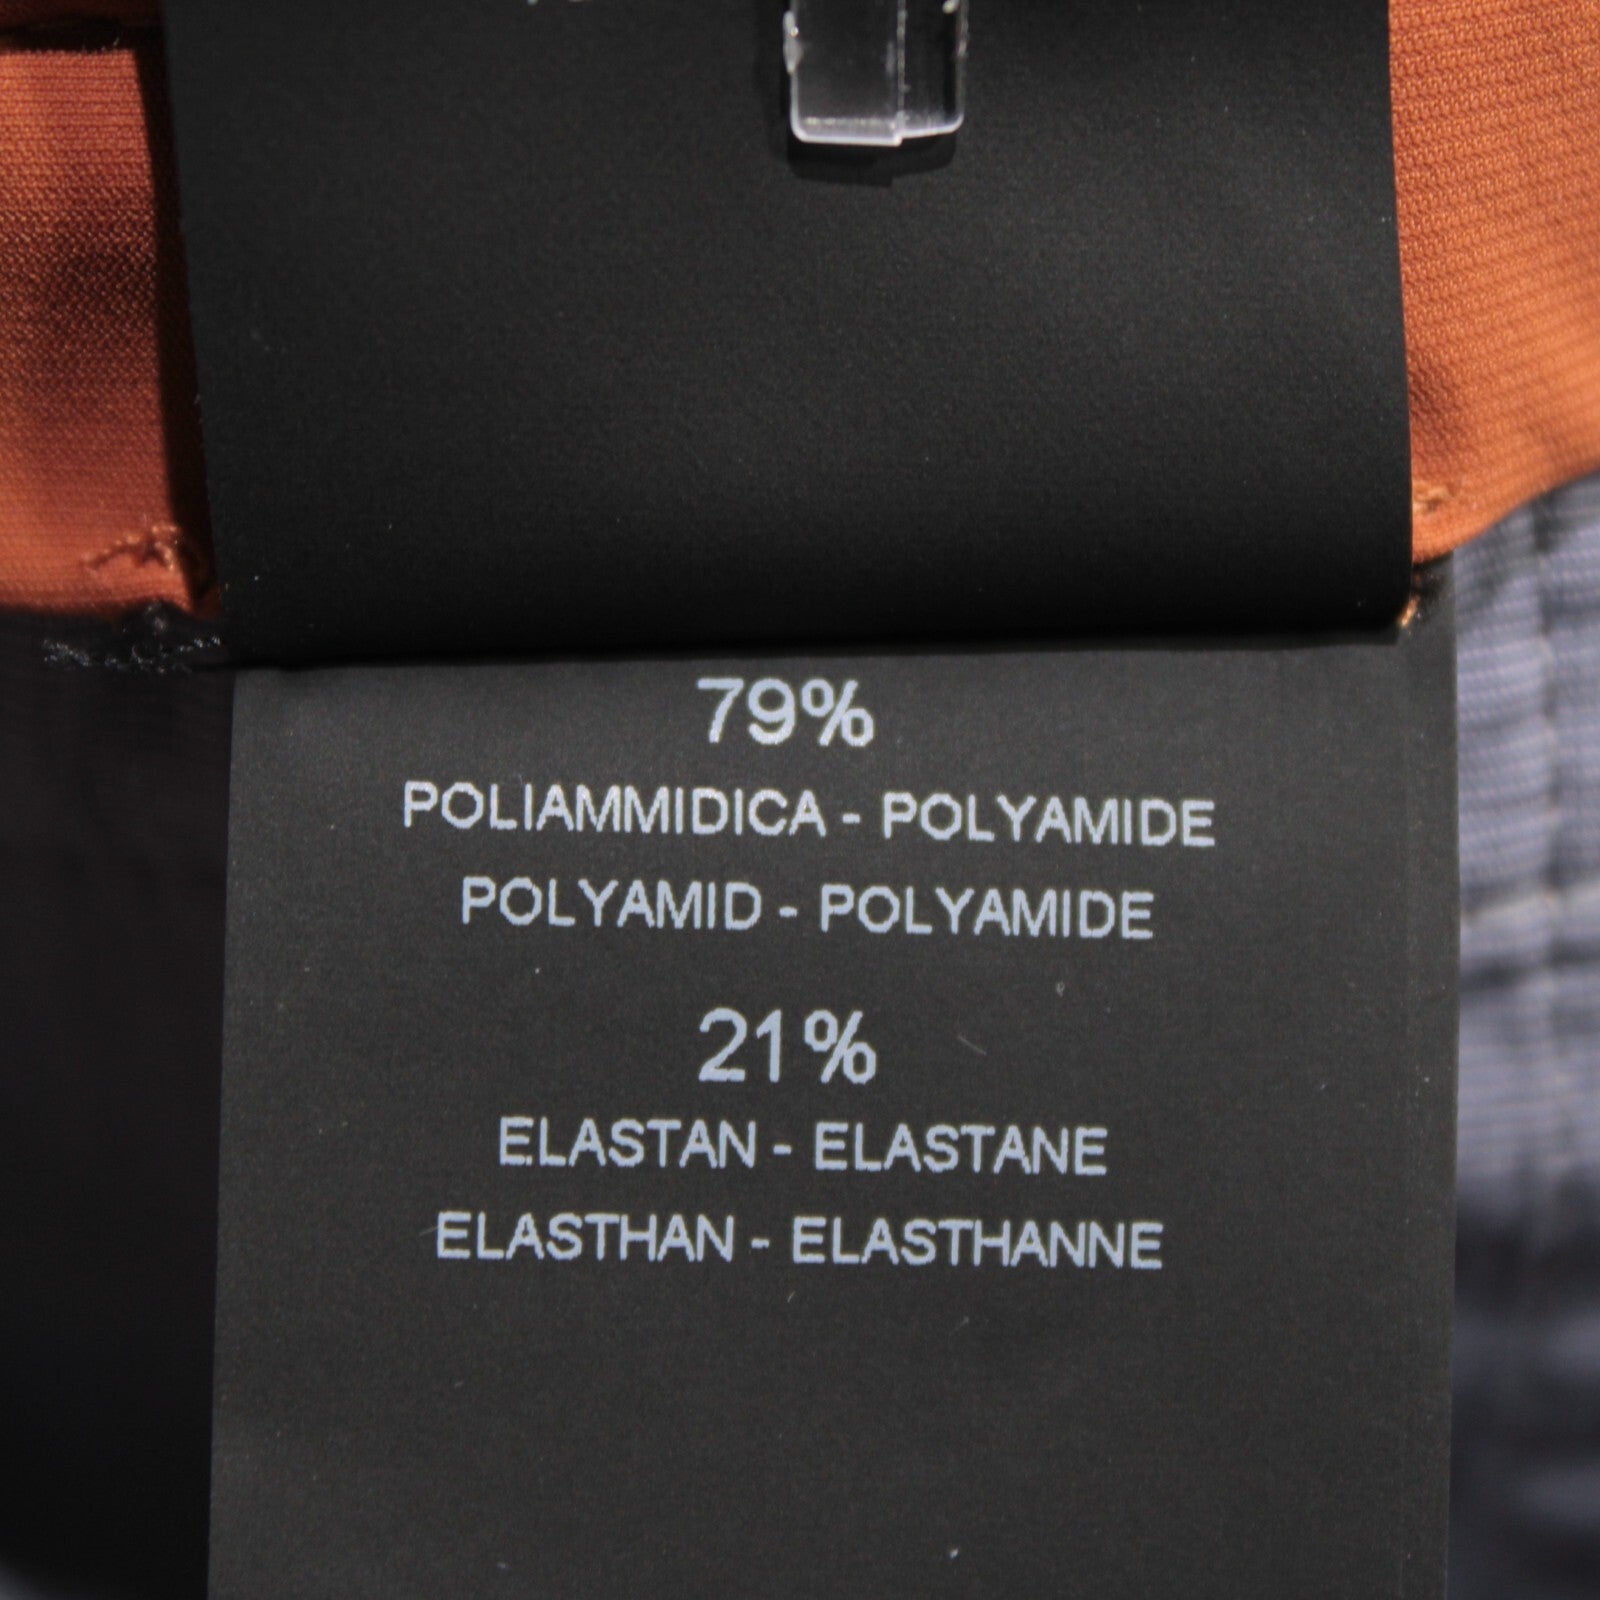 79%
POLIAMMIDICA - POLYAMIDE
POLYAMID - POLYAMIDE
21%
ELASTAN - ELASTANE
ELASTHAN - ELASTHANNE